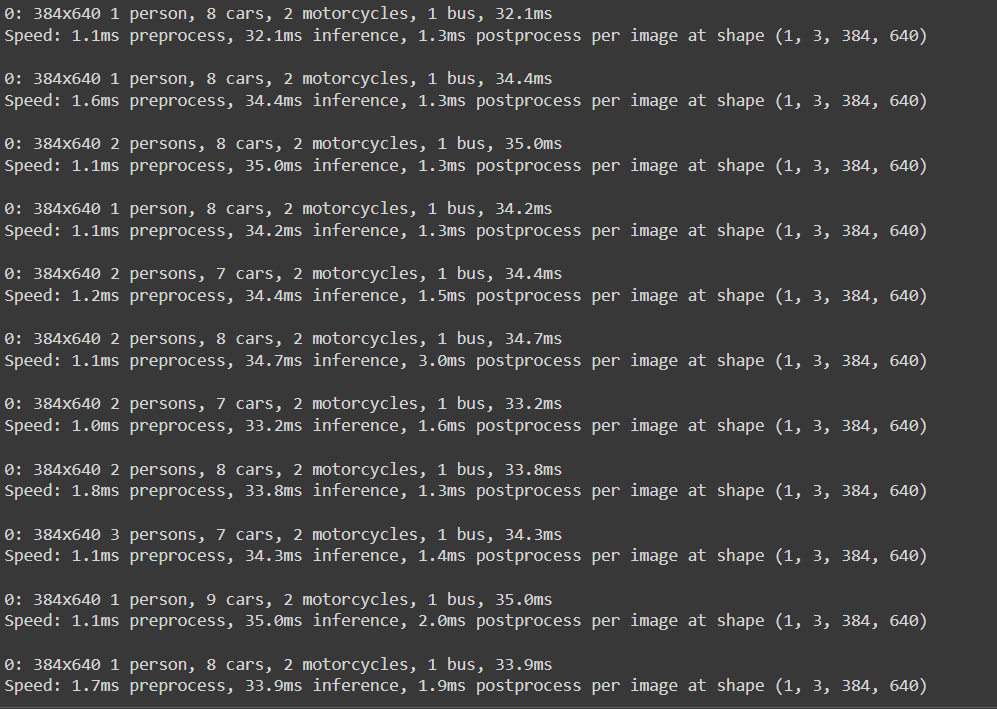 0: 384x640 1 person, 8 cars, 2 motorcycles, 1 bus, 32.1ms
Speed: 1.1ms preprocess, 32.1ms inference, 1.3ms postprocess per image at shape (1, 3, 384, 640)
0: 384x640 1 person, 8 cars, 2 motorcycles, 1 bus, 34.4ms
Speed: 1.6ms preprocess, 34.4ms inference, 1.3ms postprocess per image at shape (1, 3, 384, 640)
0: 384x640 2 persons, 8 cars, 2 motorcycles, 1 bus, 35.0ms
Speed: 1.1ms preprocess, 35.0ms inference, 1.3ms postprocess per image at shape (1, 3, 384, 640)
0: 384x640 1 person, 8 cars, 2 motorcycles, 1 bus, 34.2ms
Speed: 1.1ms preprocess, 34.2ms inference, 1.3ms postprocess per image at shape (1, 3, 384, 640)
0: 384x640 2 persons, 7 cars, 2 motorcycles, 1 bus, 34.4ms
Speed: 1.2ms preprocess, 34.4ms inference, 1.5ms postprocess per image at shape (1, 3, 384, 640)
0: 384x640 2 persons, 8 cars, 2 motorcycles, 1 bus, 34.7ms
Speed: 1.1ms preprocess, 34.7ms inference, 3.0ms postprocess per image at shape (1, 3, 384, 640)
0: 384x640 2 persons, 7 cars, 2 motorcycles, 1 bus, 33.2ms
Speed: 1.0ms preprocess, 33.2ms inference, 1.6ms postprocess per image at shape (1, 3, 384, 640)
0: 384x640 2 persons, 8 cars, 2 motorcycles, 1 bus, 33.8ms
Speed: 1.8ms preprocess, 33.8ms inference, 1.3ms postprocess per image at shape (1, 3, 384, 640)
0: 384x640 3 persons, 7 cars, 2 motorcycles, 1 bus, 34.3ms
Speed: 1.1ms preprocess, 34.3ms inference, 1.4ms postprocess per image at shape (1, 3, 384, 640)
0: 384x640 1 person, 9 cars, 2 motorcycles, 1 bus, 35.0ms
Speed: 1.1ms preprocess, 35.0ms inference, 2.0ms postprocess per image at shape (1, 3, 384, 640)
0: 384x640 1 person, 8 cars, 2 motorcycles, 1 bus, 33.9ms
Speed: 1.7ms preprocess, 33.9ms inference, 1.9ms postprocess per image at shape (1, 3, 384, 640)